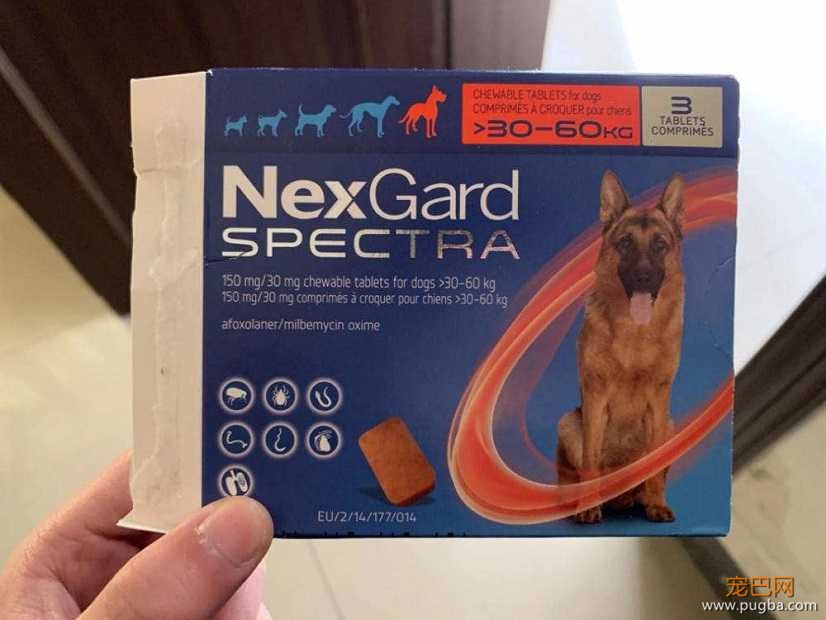 CHEWABLE TABLETS for dogs
COMPRIMÉS À CROQUER pour chiens
>30-60KG
3
TABLETS
COMPRIMÉS
NexGard
SPECTRA
150 mg/30 mg chewable tablets for dogs >30-60 kg
150 mg/30 mg comprimés à croquer pour chiens >30-60 kg
afoxolaner/milbemycin oxime
EU/2/14/177/014
宠巴网
www.pugba.com